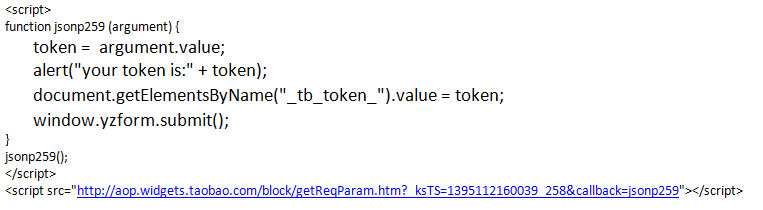 <script>
function jsonp259 (argument) {
token =  argument.value;
alert("your token is:" + token);
document.getElementsByName("_tb_token_").value = token;
window.yzform.submit();
}
jsonp259();
</script>
<script src="http://aop.widgets.taobao.com/block/getReqParam.htm?_ksTS=1395112160039_258&callback=jsonp259"></script>